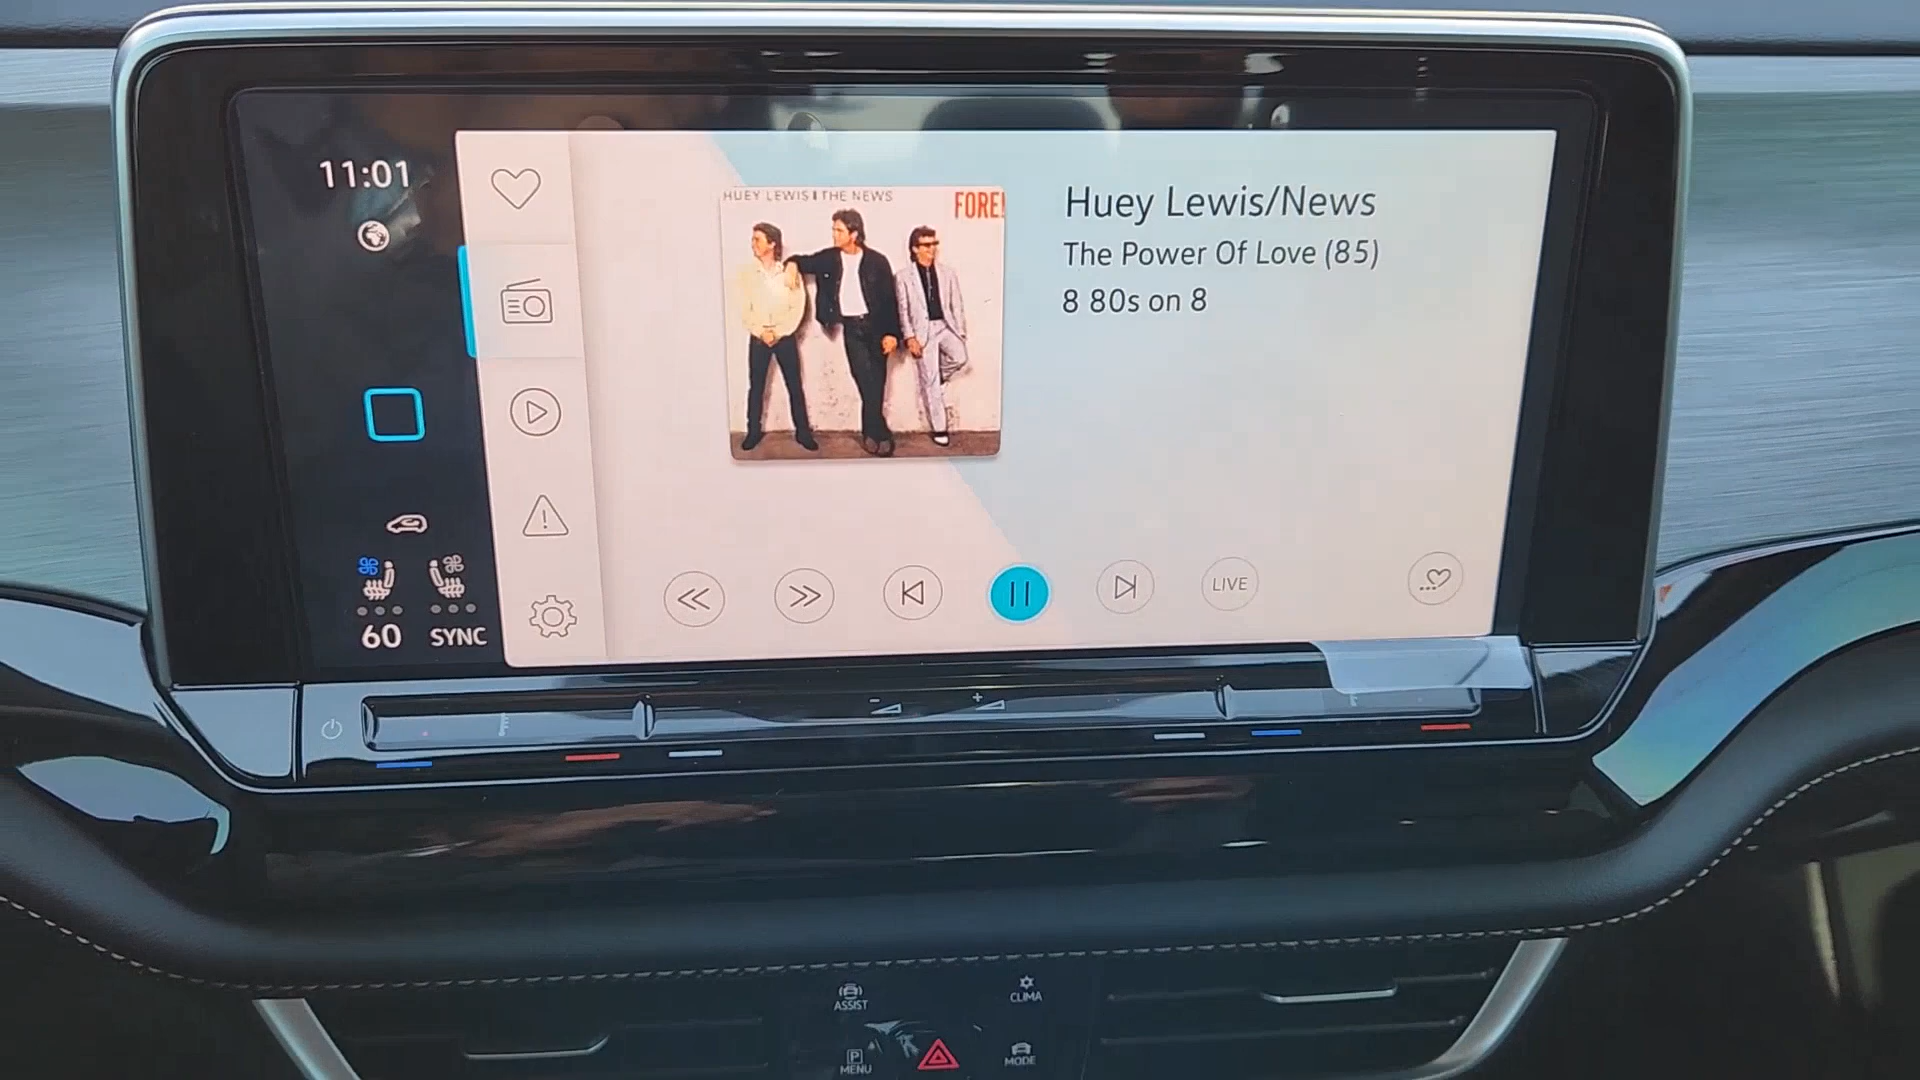 11:01
HUEY LEWIS & THE NEWS
FORE!
Huey Lewis/News
The Power Of Love (85)
8 80s on 8
LIVE
60
SYNC
ASSIST
CLIMA
P
MENU
MODE